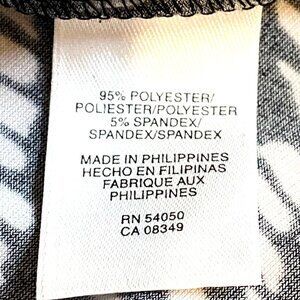 95% POLYESTER/
POLIESTER/POLYESTER
5% SPANDEX/
SPANDEX/SPANDEX
MADE IN PHILIPPINES
HECHO EN FILIPINAS
FABRIQUE AUX
PHILIPPINES
RN 54050
CA 08349